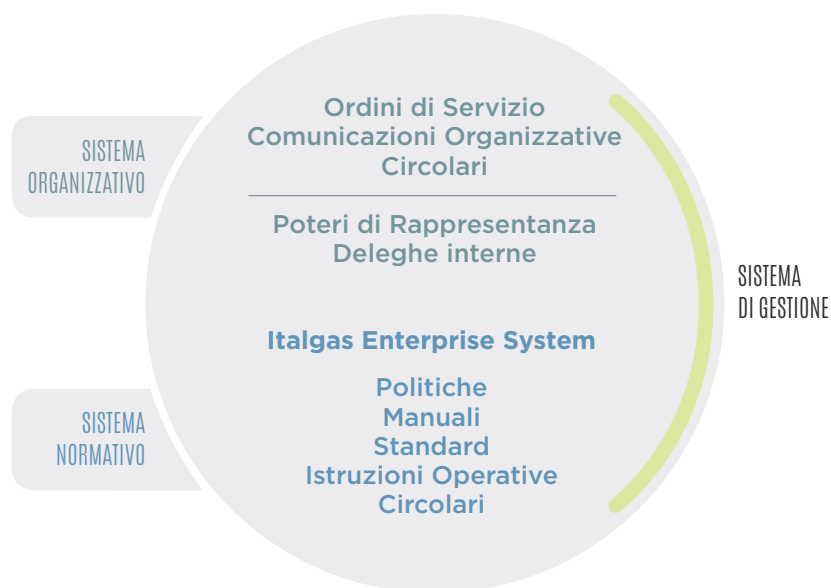 SISTEMA
ORGANIZZATIVO
Ordini di Servizio
Comunicazioni Organizzative
Circolari
Poteri di Rappresentanza
Deleghe interne
SISTEMA
DI GESTIONE
Italgas Enterprise System
SISTEMA
NORMATIVO
Politiche
Manuali
Standard
Istruzioni Operative
Circolari